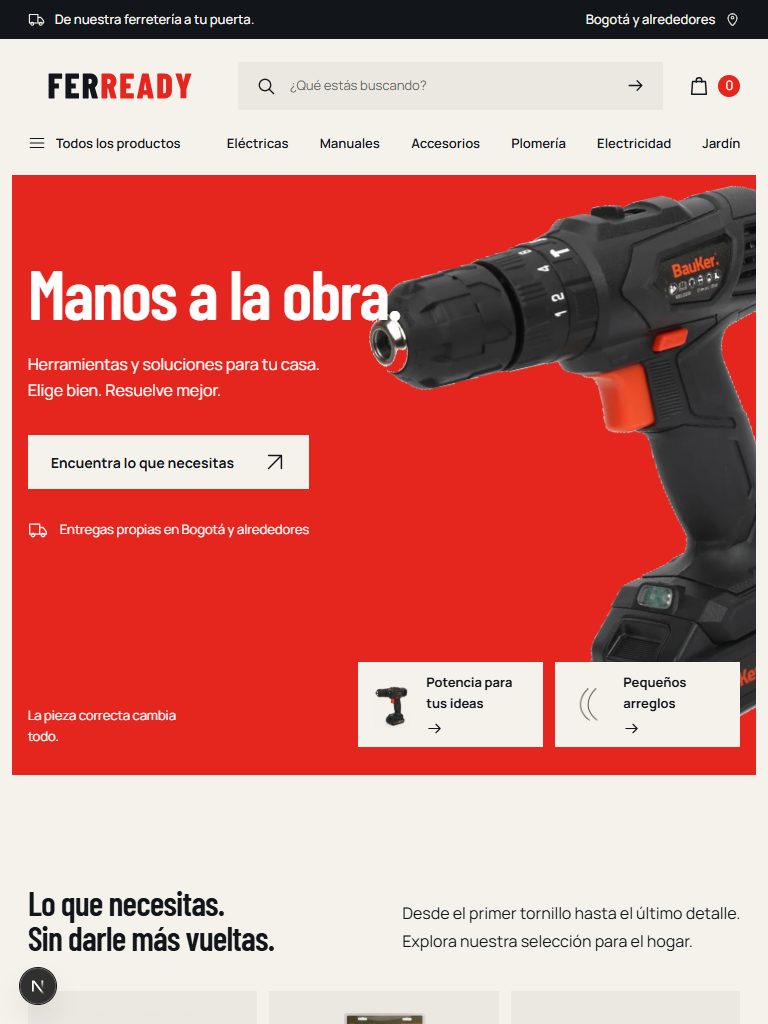 De nuestra ferretería a tu puerta.
Bogotá y alrededores
FERREADY
¿Qué estás buscando?
0
Todos los productos
Eléctricas
Manuales
Accesorios
Plomería
Electricidad
Jardín
BauKer.
Manos a la obra.
Herramientas y soluciones para tu casa.
Elige bien. Resuelve mejor.
Encuentra lo que necesitas
Entregas propias en Bogotá y alrededores
La pieza correcta cambia
todo.
Potencia para
tus ideas
Pequeños
arreglos
Lo que necesitas.
Sin darle más vueltas.
Desde el primer tornillo hasta el último detalle.
Explora nuestra selección para el hogar.
N